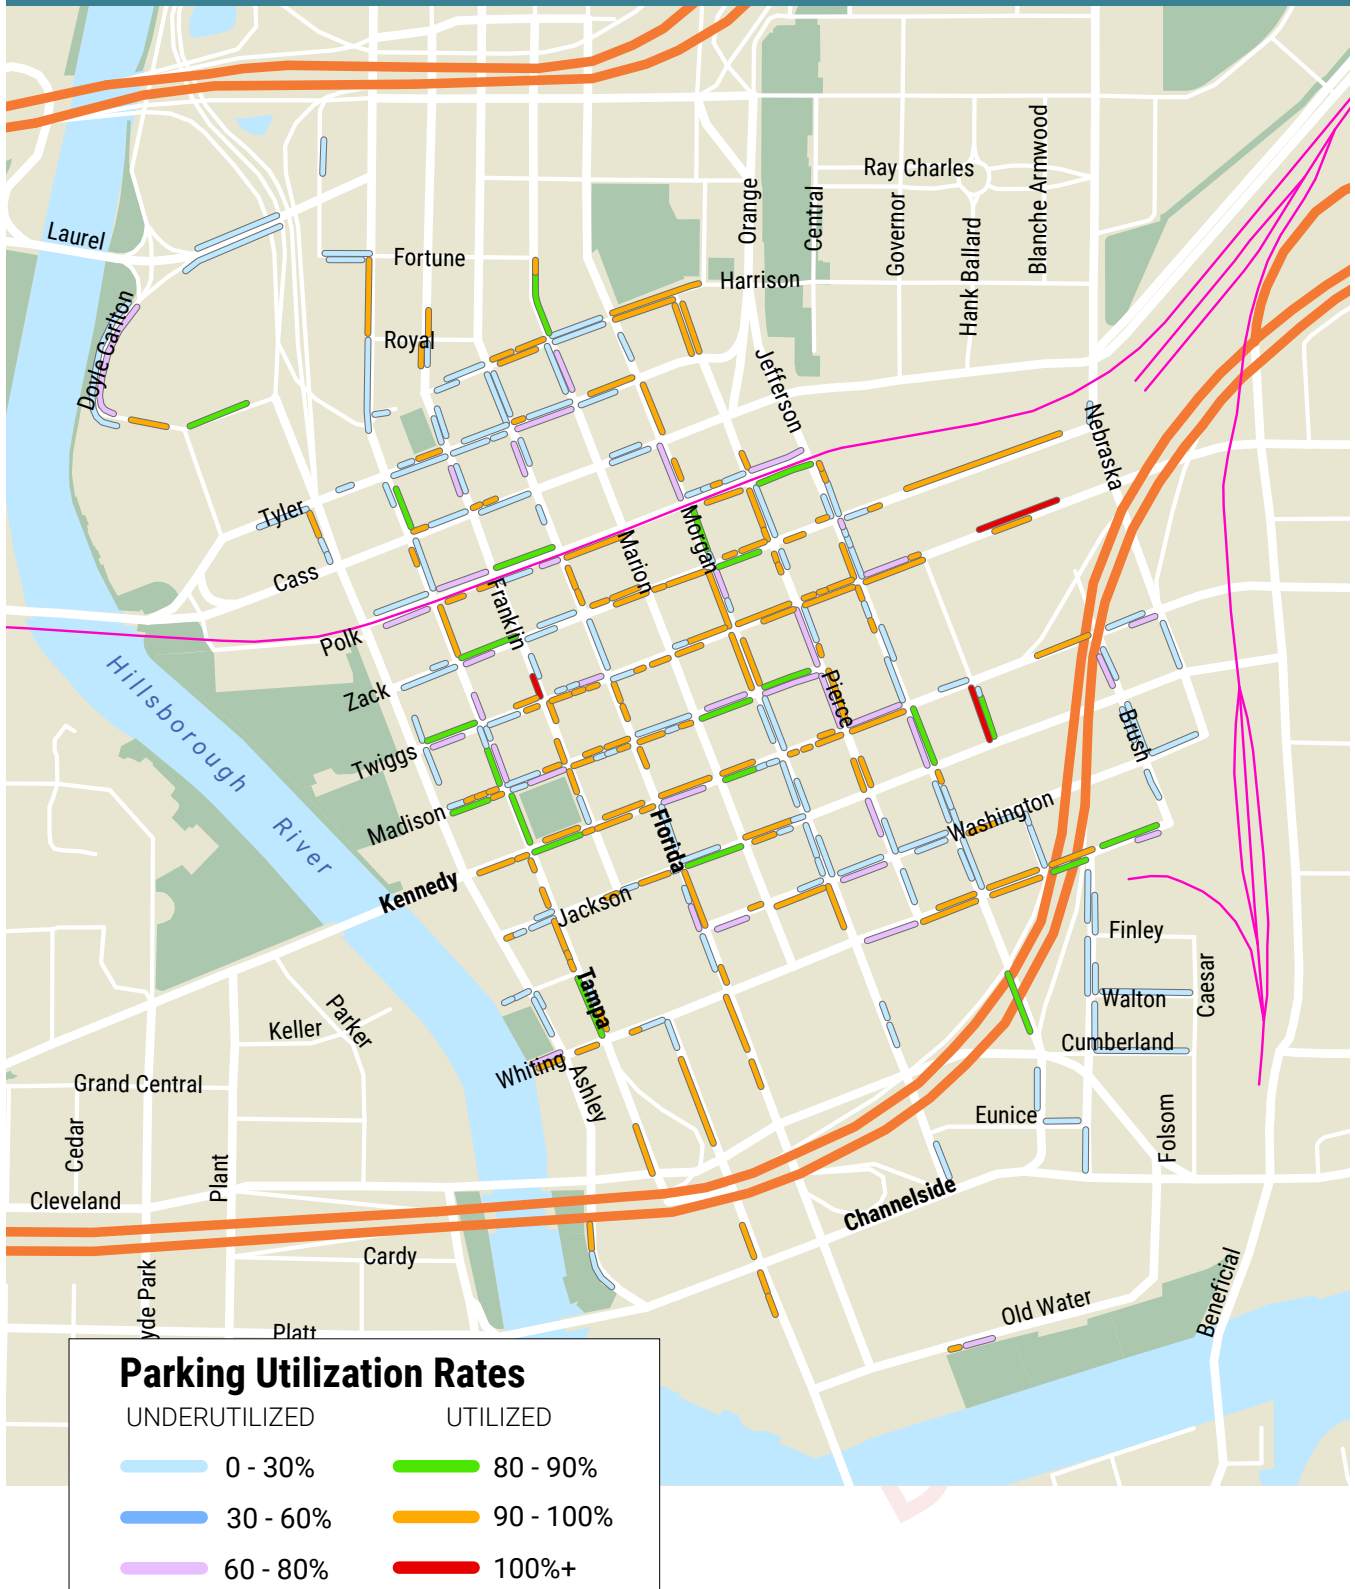 Ray Charles
Blanche Armwood
Orange
Central
Governor
Hank Ballard
Laurel
Fortune
Harrison
Doyle Carlton
Royal
Jefferson
Nebraska
Tyler
Cass
Morgan
Marion
Franklin
Polk
Zack
Pierce
Twiggs
Brush
Hillsborough
River
Madison
Washington
Florida
Kennedy
Jackson
Finley
Caesar
Tampa
Walton
Parker
Keller
Cumberland
Whiting
Ashley
Grand Central
Cedar
Eunice
Folsom
Plant
Cleveland
Channelside
Cardy
yde Park
Beneficial
Old Water
Platt
Parking Utilization Rates
UNDERUTILIZED
UTILIZED
0 - 30%
80 - 90%
30 - 60%
90 - 100%
60 - 80%
100%+